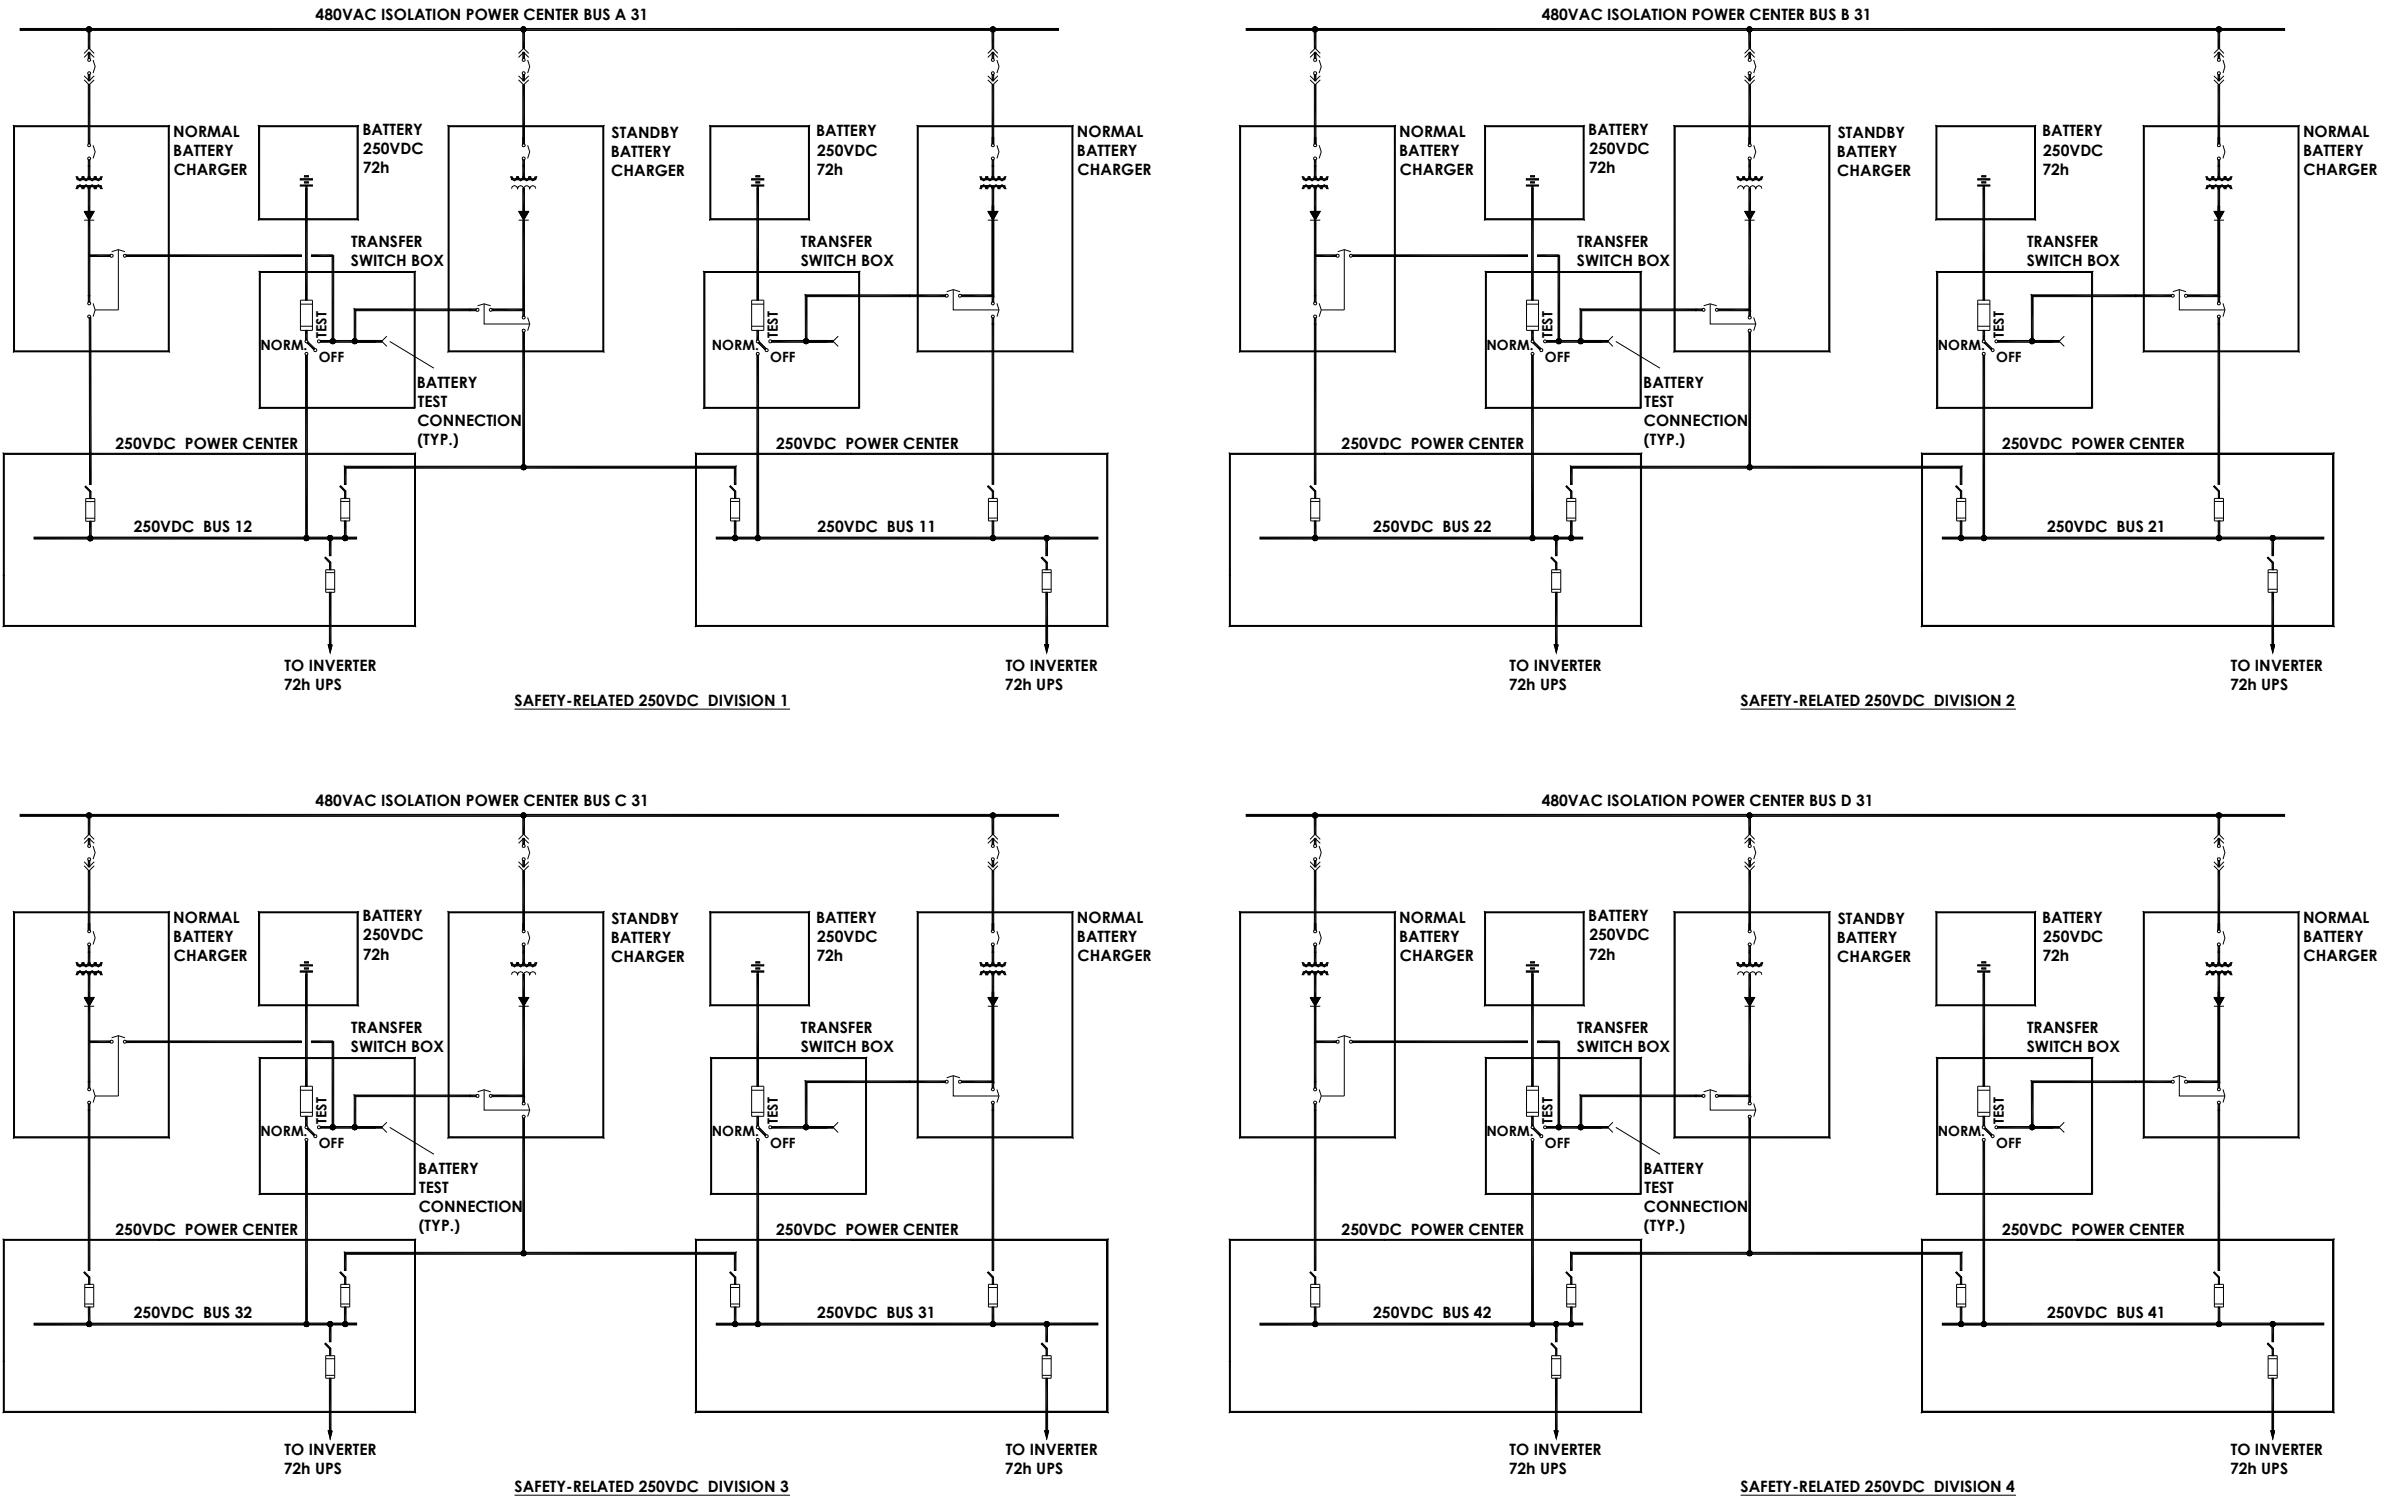 480VAC ISOLATION POWER CENTER BUS A 31
NORMAL
BATTERY
CHARGER
BATTERY
250VDC
72h
STANDBY
BATTERY
CHARGER
BATTERY
250VDC
72h
NORMAL
BATTERY
CHARGER
TRANSFER
SWITCH BOX
TRANSFER
SWITCH BOX
TEST
NORM.
OFF
TEST
NORM.
OFF
BATTERY
TEST
CONNECTION
(TYP.)
250VDC POWER CENTER
250VDC POWER CENTER
250VDC BUS 12
250VDC BUS 11
TO INVERTER
72h UPS
TO INVERTER
72h UPS
SAFETY-RELATED 250VDC DIVISION 1
480VAC ISOLATION POWER CENTER BUS B 31
NORMAL
BATTERY
CHARGER
BATTERY
250VDC
72h
STANDBY
BATTERY
CHARGER
BATTERY
250VDC
72h
NORMAL
BATTERY
CHARGER
TRANSFER
SWITCH BOX
TRANSFER
SWITCH BOX
TEST
NORM.
OFF
TEST
NORM.
OFF
BATTERY
TEST
CONNECTION
(TYP.)
250VDC POWER CENTER
250VDC POWER CENTER
250VDC BUS 22
250VDC BUS 21
TO INVERTER
72h UPS
TO INVERTER
72h UPS
SAFETY-RELATED 250VDC DIVISION 2
480VAC ISOLATION POWER CENTER BUS C 31
NORMAL
BATTERY
CHARGER
BATTERY
250VDC
72h
STANDBY
BATTERY
CHARGER
BATTERY
250VDC
72h
NORMAL
BATTERY
CHARGER
TRANSFER
SWITCH BOX
TRANSFER
SWITCH BOX
TEST
NORM.
OFF
TEST
NORM.
OFF
BATTERY
TEST
CONNECTION
(TYP.)
250VDC POWER CENTER
250VDC POWER CENTER
250VDC BUS 32
250VDC BUS 31
TO INVERTER
72h UPS
TO INVERTER
72h UPS
SAFETY-RELATED 250VDC DIVISION 3
480VAC ISOLATION POWER CENTER BUS D 31
NORMAL
BATTERY
CHARGER
BATTERY
250VDC
72h
STANDBY
BATTERY
CHARGER
BATTERY
250VDC
72h
NORMAL
BATTERY
CHARGER
TRANSFER
SWITCH BOX
TRANSFER
SWITCH BOX
TEST
NORM.
OFF
TEST
NORM.
OFF
BATTERY
TEST
CONNECTION
(TYP.)
250VDC POWER CENTER
250VDC POWER CENTER
250VDC BUS 42
250VDC BUS 41
TO INVERTER
72h UPS
TO INVERTER
72h UPS
SAFETY-RELATED 250VDC DIVISION 4